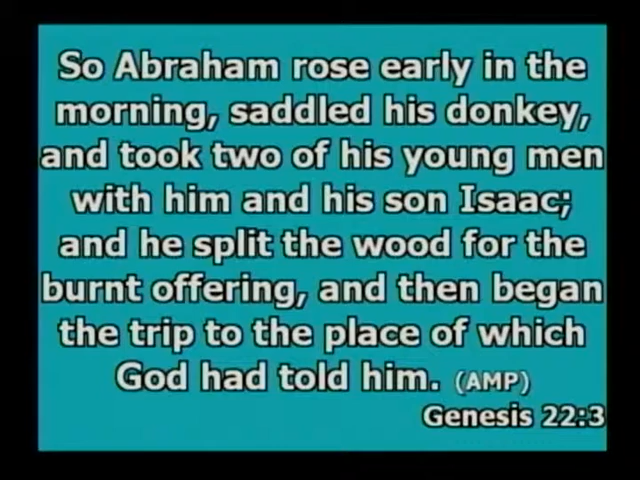 So Abraham rose early in the
morning, saddled his donkey,
and took two of his young men
with him and his son Isaac;
and he split the wood for the
burnt offering, and then began
the trip to the place of which
God had told him. (AMP)
Genesis 22:3